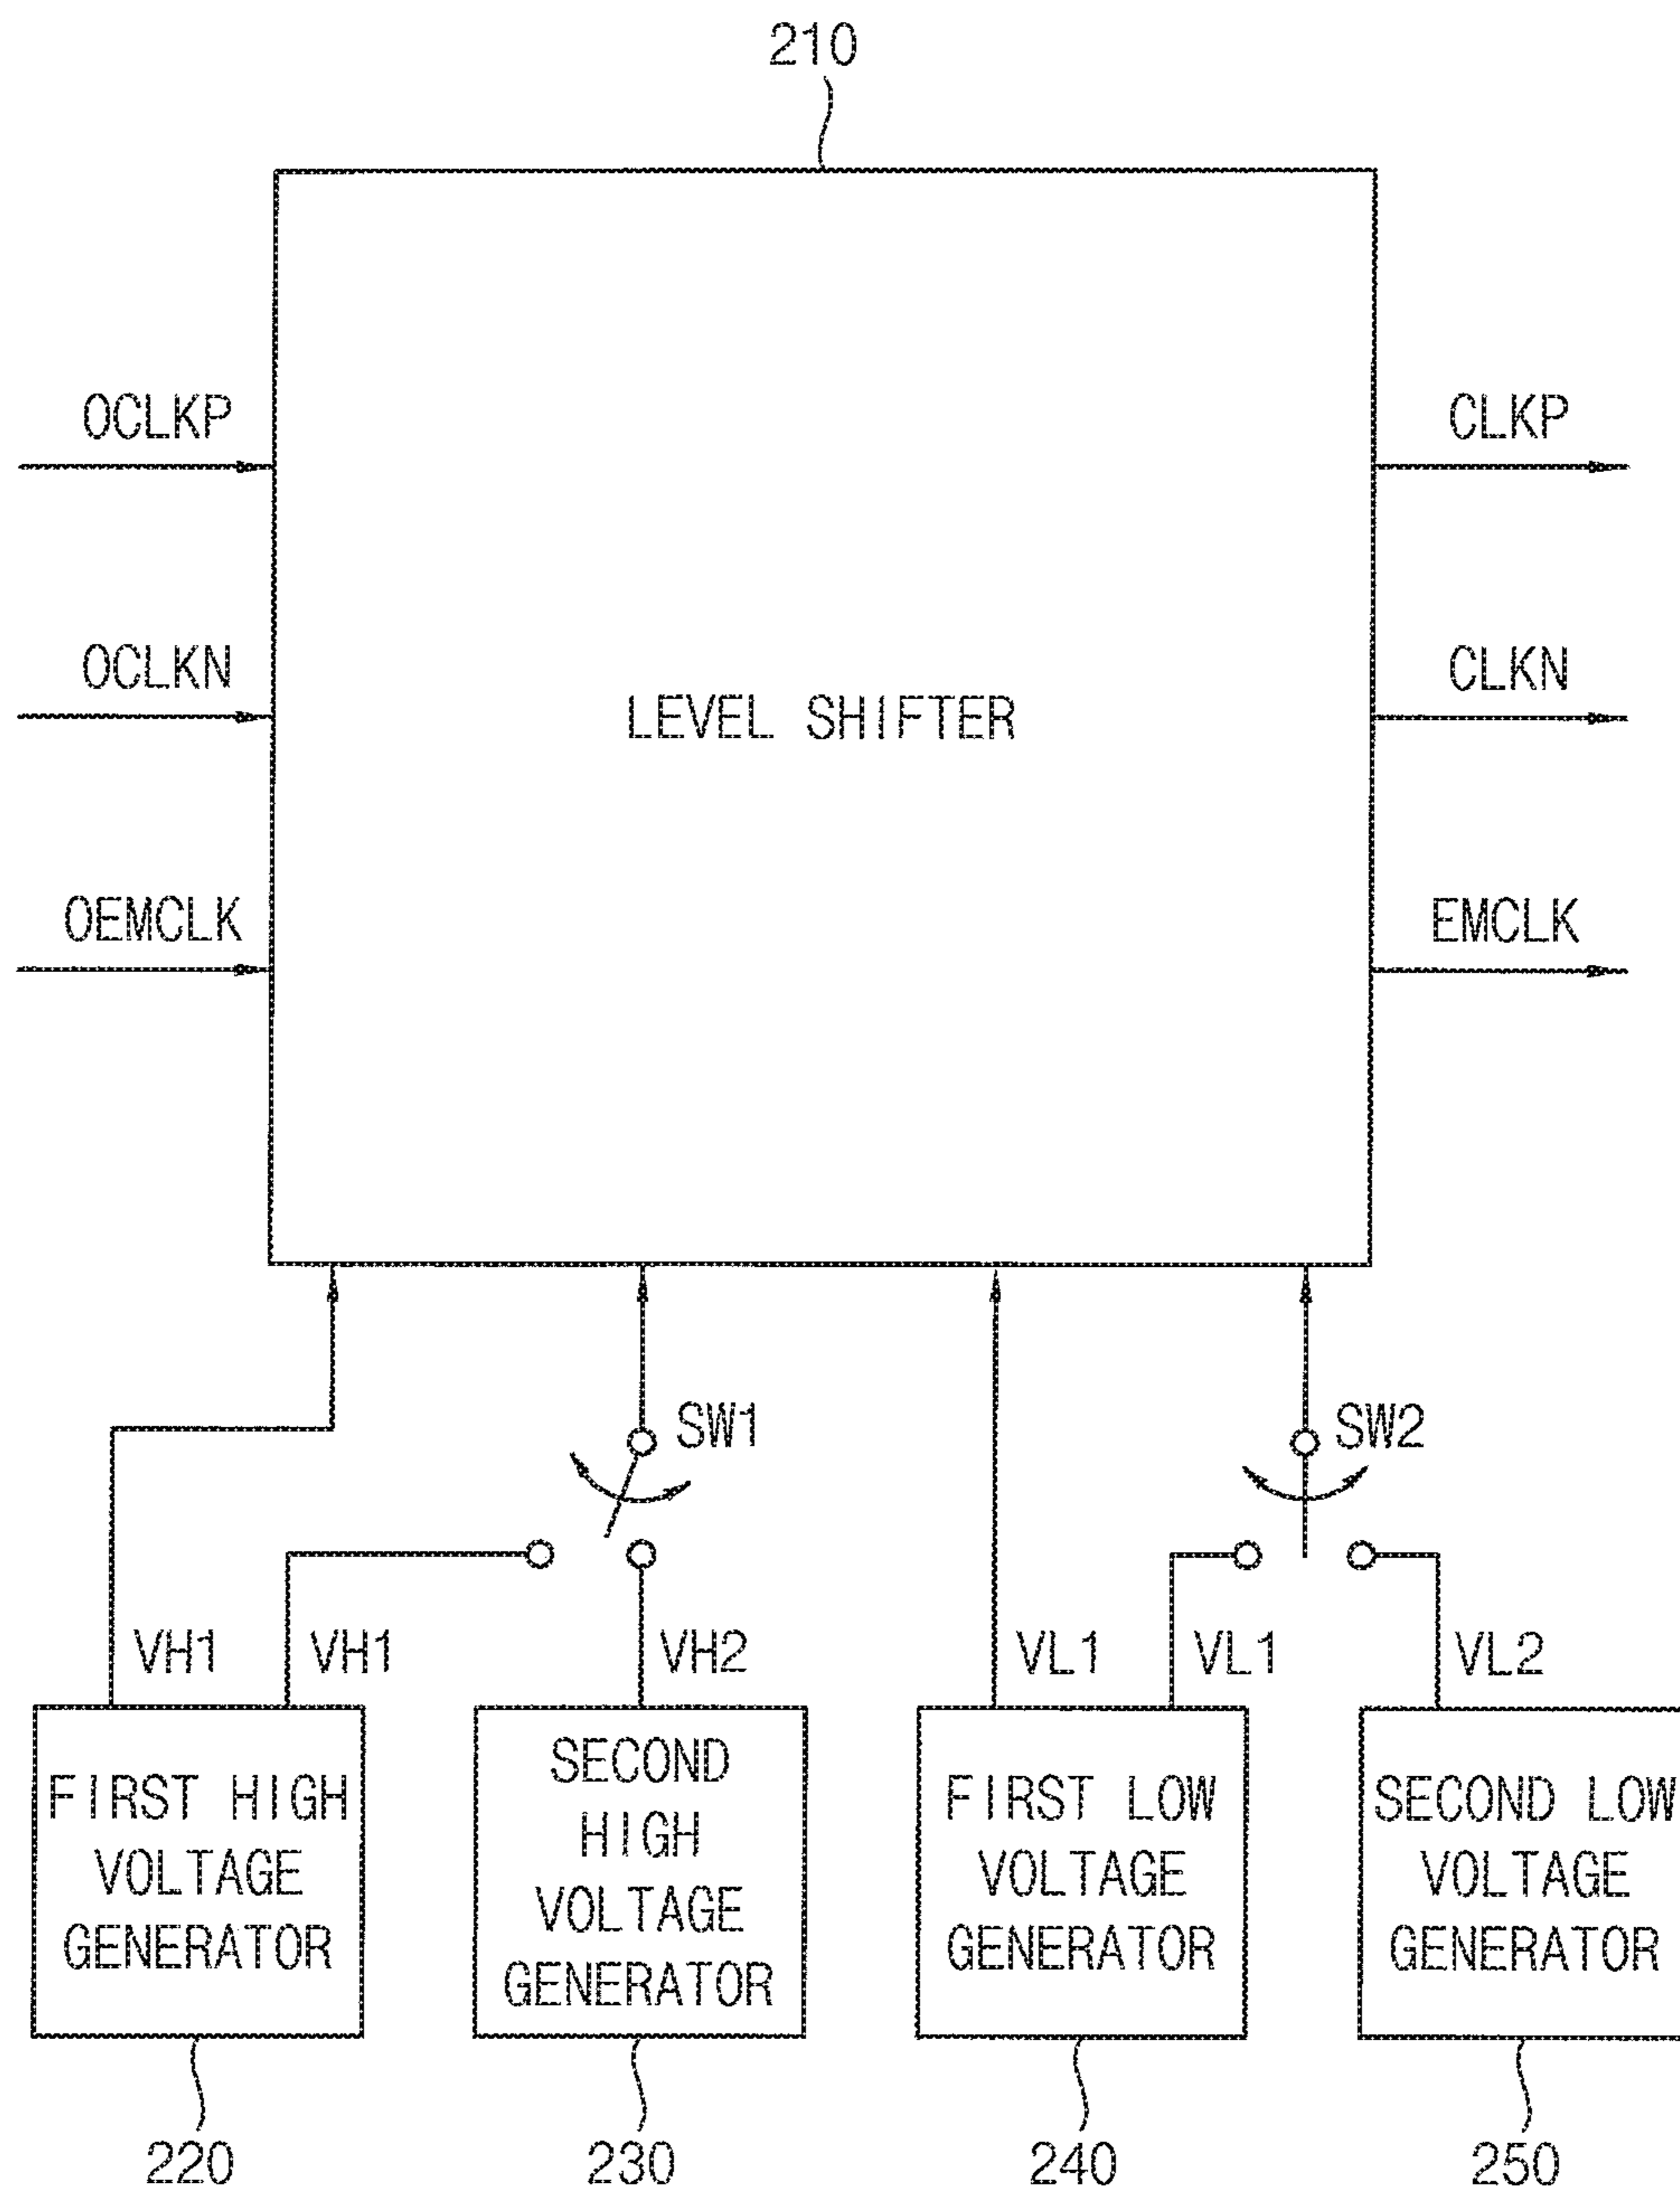 210
OCLKP
CLKP
OCLKN
CLKN
LEVEL SHIFTER
OEMCLK
EMCLK
SW1
SW2
VH1
VH1
VH2
VL1
VL1
VL2
FIRST HIGH
VOLTAGE
GENERATOR
SECOND
HIGH
VOLTAGE
GENERATOR
FIRST LOW
VOLTAGE
GENERATOR
SECOND LOW
VOLTAGE
GENERATOR
220
230
240
250